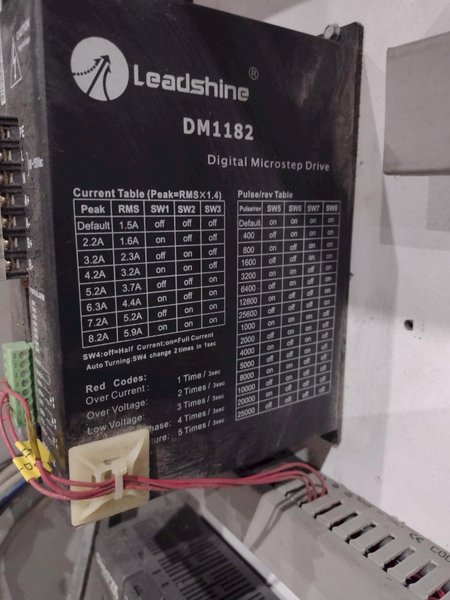 Leadshine®
DM1182
Digital Microstep Drive
Current Table (Peak=RMS×1.4)
Peak RMS SW1 SW2 SW3
Default 1.5A off off off
2.2A 1.6A on off off
3.2A 2.3A off on off
4.2A 3.2A on on off
5.2A 3.7A off off on
6.3A 4.4A on off on
7.2A 5.2A off on on
8.2A 5.9A on on on
SW4:off=Half Current;on=Full Current
Auto Turning:SW4 change 2 times in 1sec
Pulse/rev Table
Pulse/rev SW5 SW6 SW7 SW8
Default on on on on
400 off on on on
800 on off on on
1600 off off on on
3200 on on off on
6400 off on off on
12800 on off off on
25600 off off off on
1000 on on on off
2000 off on on off
4000 on off on off
5000 off off on off
8000 on on off off
10000 off on off off
20000 on off off off
25000 off off off off
Red Codes:
Over Current: 1 Time / 3sec
Over Voltage: 2 Times / 3sec
Low Voltage: 3 Times / 3sec
4 Times / 3sec
5 Times / 3sec